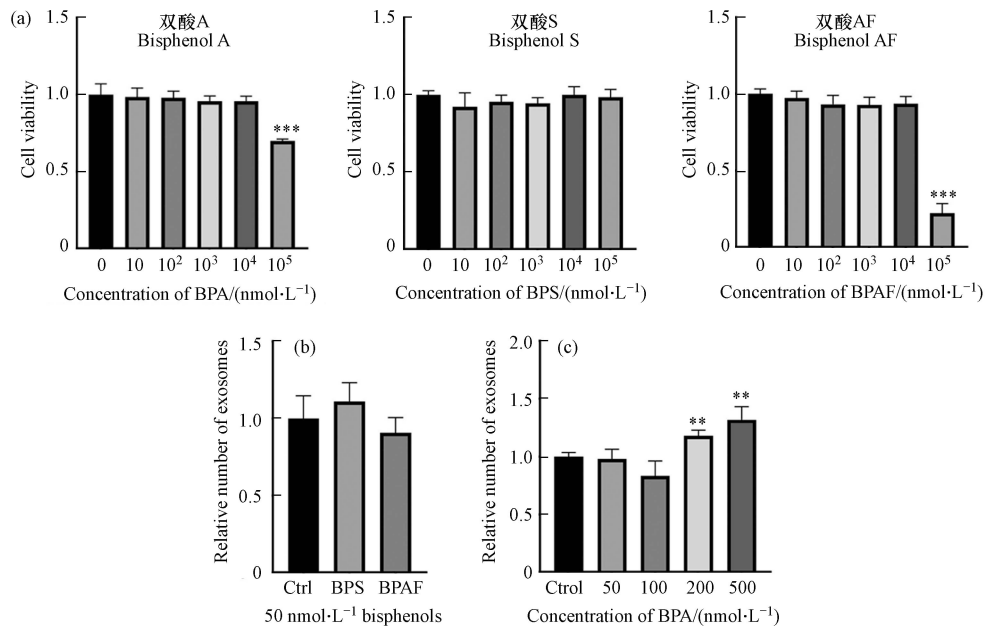 (a)
双酸A
Bisphenol A
Cell viability
1.5
1.0
0.5
0
***
0 10 10² 10³ 10⁴ 10⁵
Concentration of BPA/(nmol·L⁻¹)
双酸S
Bisphenol S
Cell viability
1.5
1.0
0.5
0
0 10 10² 10³ 10⁴ 10⁵
Concentration of BPS/(nmol·L⁻¹)
双酸AF
Bisphenol AF
Cell viability
1.5
1.0
0.5
0
***
0 10 10² 10³ 10⁴ 10⁵
Concentration of BPAF/(nmol·L⁻¹)
(b)
Relative number of exosomes
1.5
1.0
0.5
0
Ctrl BPS BPAF
50 nmol·L⁻¹ bisphenols
(c)
Relative number of exosomes
2.0
1.5
1.0
0.5
0
** **
Ctrol 50 100 200 500
Concentration of BPA/(nmol·L⁻¹)